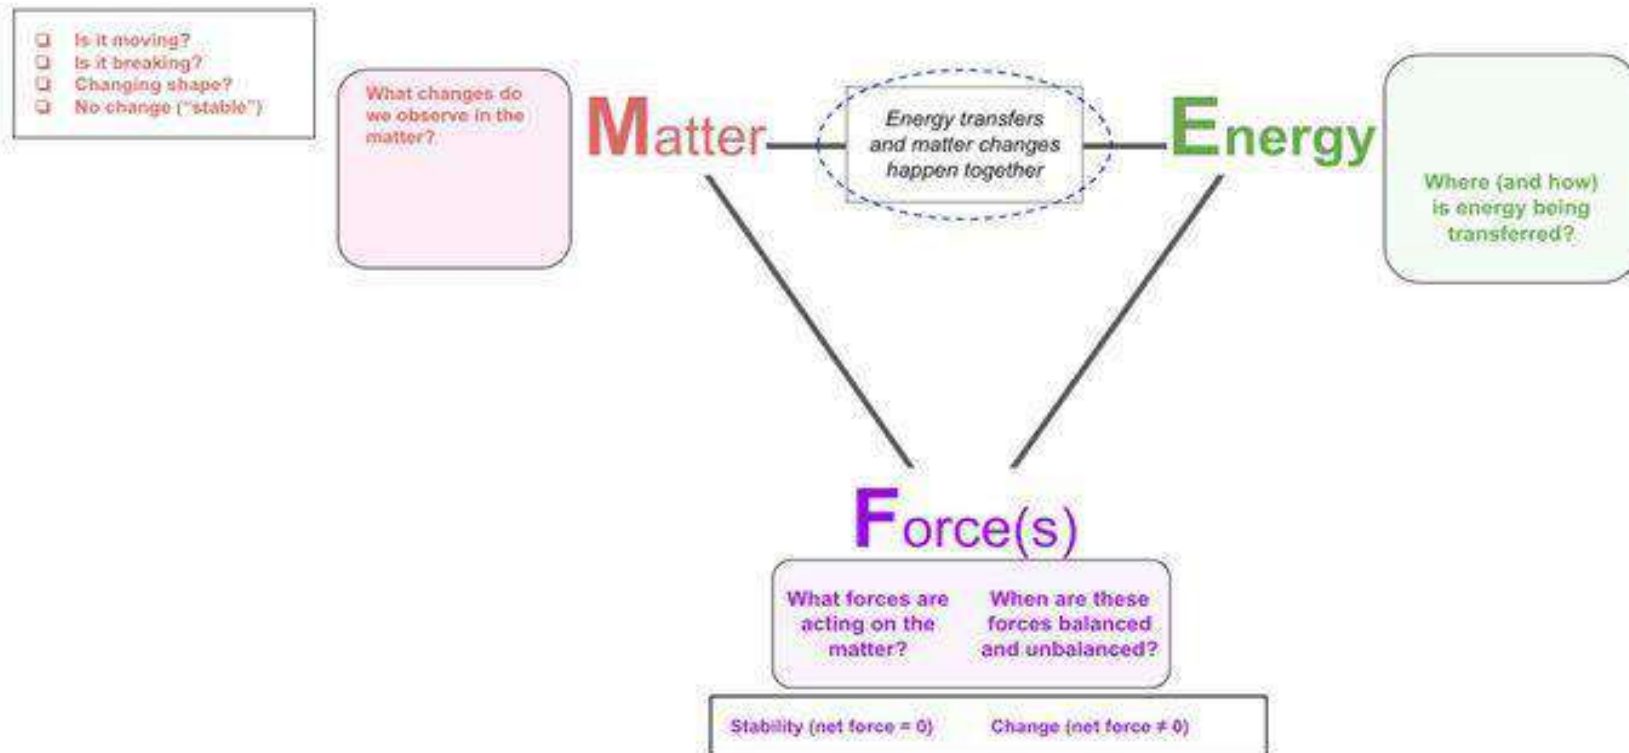 ❏ Is it moving?
❏ Is it breaking?
❏ Changing shape?
❏ No change ("stable")
What changes do
we observe in the
matter?
Matter
Energy transfers
and matter changes
happen together
Energy
Where (and how)
is energy being
transferred?
Force(s)
What forces are
acting on the
matter?
When are these
forces balanced
and unbalanced?
Stability (net force = 0)
Change (net force ≠ 0)